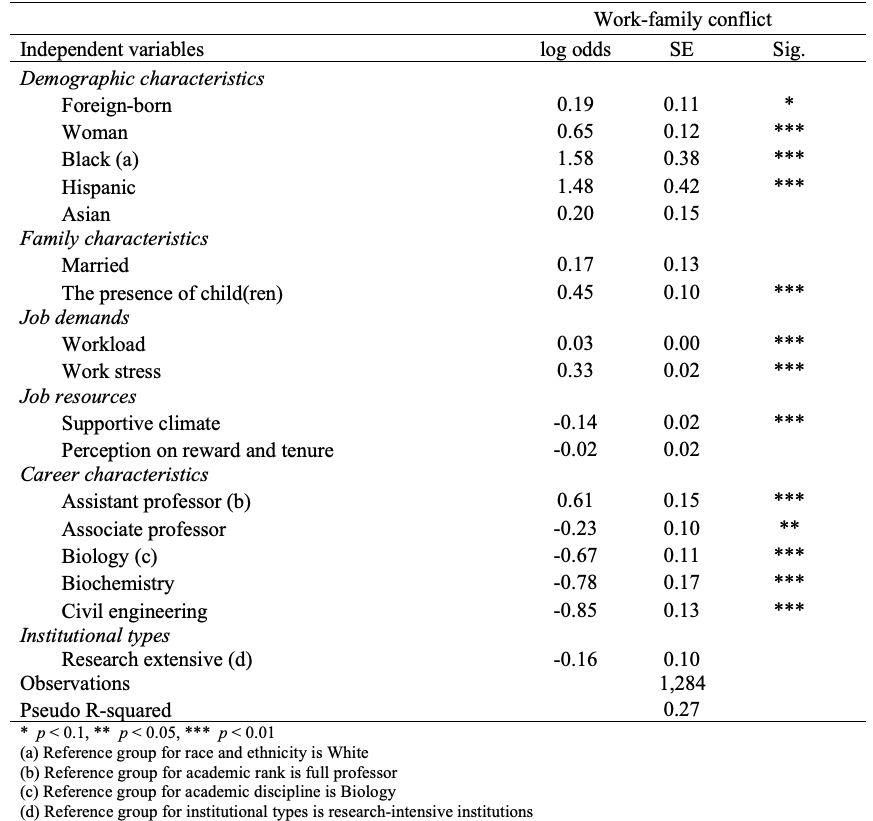 Work-family conflict
Independent variables log odds SE Sig.
Demographic characteristics
Foreign-born 0.19 0.11 *
Woman 0.65 0.12 ***
Black (a) 1.58 0.38 ***
Hispanic 1.48 0.42 ***
Asian 0.20 0.15
Family characteristics
Married 0.17 0.13
The presence of child(ren) 0.45 0.10 ***
Job demands
Workload 0.03 0.00 ***
Work stress 0.33 0.02 ***
Job resources
Supportive climate -0.14 0.02 ***
Perception on reward and tenure -0.02 0.02
Career characteristics
Assistant professor (b) 0.61 0.15 ***
Associate professor -0.23 0.10 **
Biology (c) -0.67 0.11 ***
Biochemistry -0.78 0.17 ***
Civil engineering -0.85 0.13 ***
Institutional types
Research extensive (d) -0.16 0.10
Observations 1,284
Pseudo R-squared 0.27
* p < 0.1, ** p < 0.05, *** p < 0.01
(a) Reference group for race and ethnicity is White
(b) Reference group for academic rank is full professor
(c) Reference group for academic discipline is Biology
(d) Reference group for institutional types is research-intensive institutions